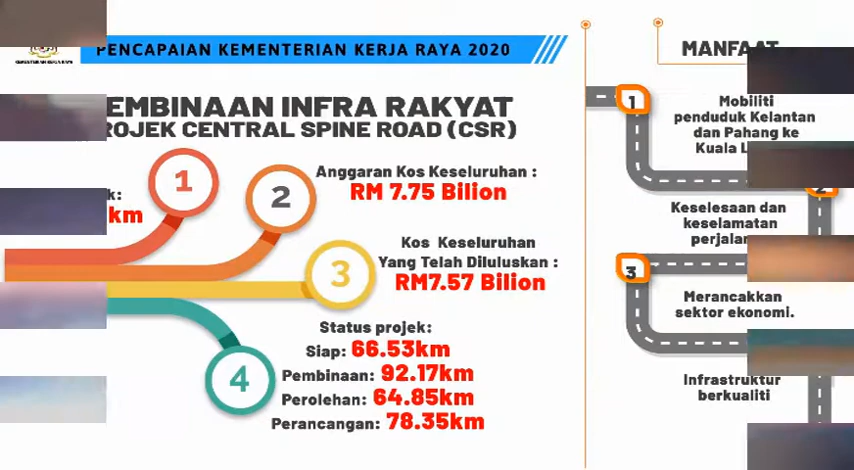 KEMENTERIAN KERJA RAYA
PENCAPAIAN KEMENTERIAN KERJA RAYA 2020
EMBINAAN INFRA RAKYAT
ROJEK CENTRAL SPINE ROAD (CSR)
1
k:
km
2
Anggaran Kos Keseluruhan :
RM 7.75 Bilion
3
Kos Keseluruhan
Yang Telah Diluluskan :
RM7.57 Bilion
4
Status projek:
Siap: 66.53km
Pembinaan: 92.17km
Perolehan: 64.85km
Perancangan: 78.35km
MANFAAT
1
Mobiliti
penduduk Kelantan
dan Pahang ke
Kuala
2
Keselesaan dan
keselamatan
perjalan
3
Merancakkan
sektor ekonomi.
Infrastruktur
berkualiti